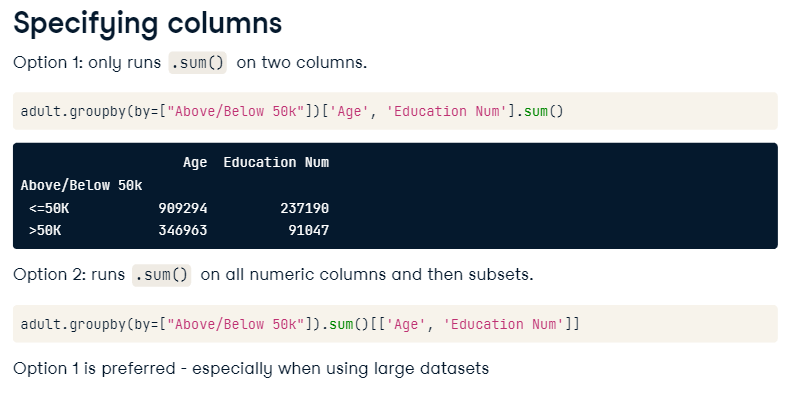 Specifying columns
Option 1: only runs .sum() on two columns.
adult.groupby(by=["Above/Below 50k"])['Age', 'Education Num'].sum()
Age  Education Num
Above/Below 50k
<=50K  909294  237190
>50K  346963  91047
Option 2: runs .sum() on all numeric columns and then subsets.
adult.groupby(by=["Above/Below 50k"]).sum()[['Age', 'Education Num']]
Option 1 is preferred - especially when using large datasets